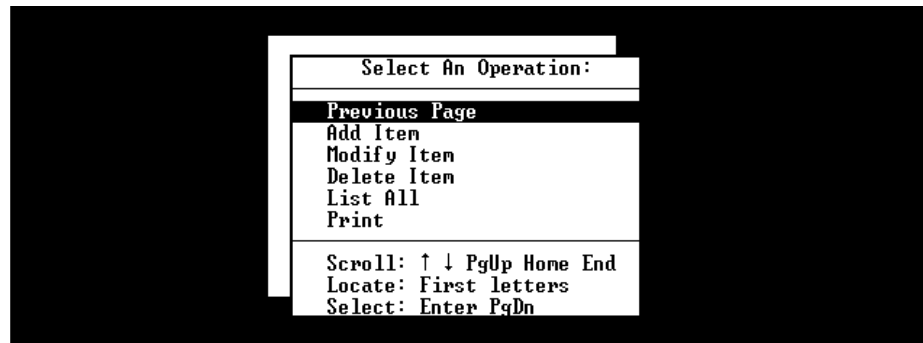 Select An Operation:
Previous Page
Add Item
Modify Item
Delete Item
List All
Print
Scroll: ↑ ↓ PgUp Home End
Locate: First letters
Select: Enter PgDn